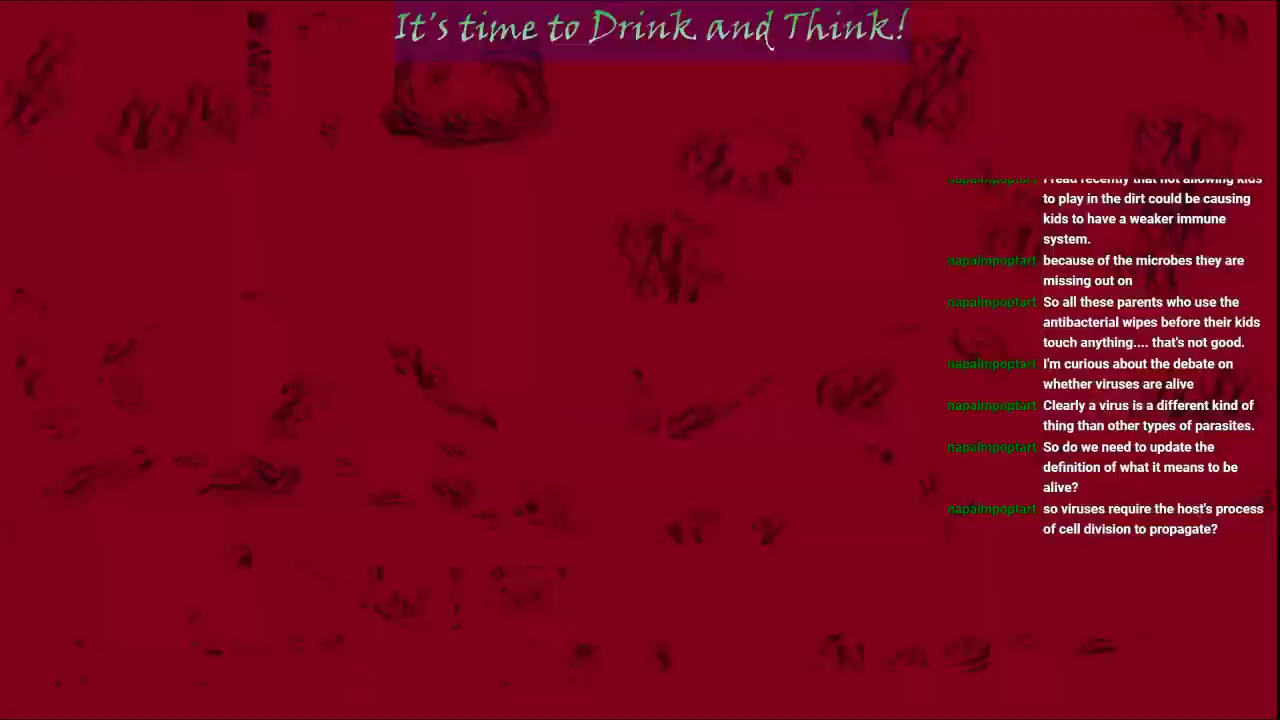 It's time to Drink and Think!
napalmpoptart I read recently that not allowing kids
to play in the dirt could be causing
kids to have a weaker immune
system.
napalmpoptart because of the microbes they are
missing out on
napalmpoptart So all these parents who use the
antibacterial wipes before their kids
touch anything.... that's not good.
napalmpoptart I'm curious about the debate on
whether viruses are alive
napalmpoptart Clearly a virus is a different kind of
thing than other types of parasites.
napalmpoptart So do we need to update the
definition of what it means to be
alive?
napalmpoptart so viruses require the host's process
of cell division to propagate?